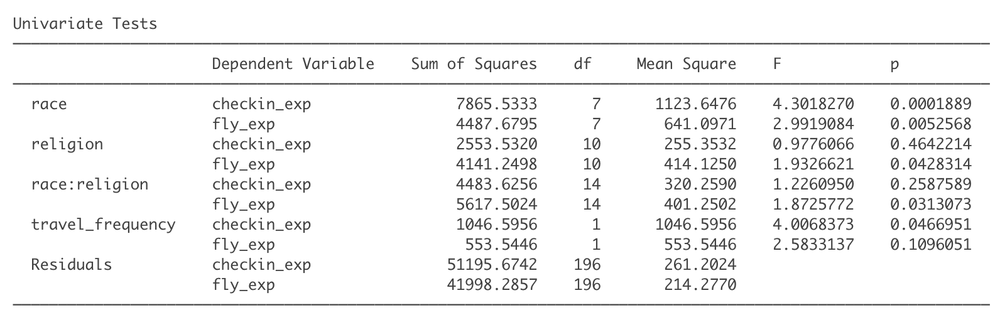 Univariate Tests
Dependent Variable Sum of Squares df Mean Square F p
race checkin_exp 7865.5333 7 1123.6476 4.3018270 0.0001889
fly_exp 4487.6795 7 641.0971 2.9919084 0.0052568
religion checkin_exp 2553.5320 10 255.3532 0.9776066 0.4642214
fly_exp 4141.2498 10 414.1250 1.9326621 0.0428314
race:religion checkin_exp 4483.6256 14 320.2590 1.2260950 0.2587589
fly_exp 5617.5024 14 401.2502 1.8725772 0.0313073
travel_frequency checkin_exp 1046.5956 1 1046.5956 4.0068373 0.0466951
fly_exp 553.5446 1 553.5446 2.5833137 0.1096051
Residuals checkin_exp 51195.6742 196 261.2024
fly_exp 41998.2857 196 214.2770